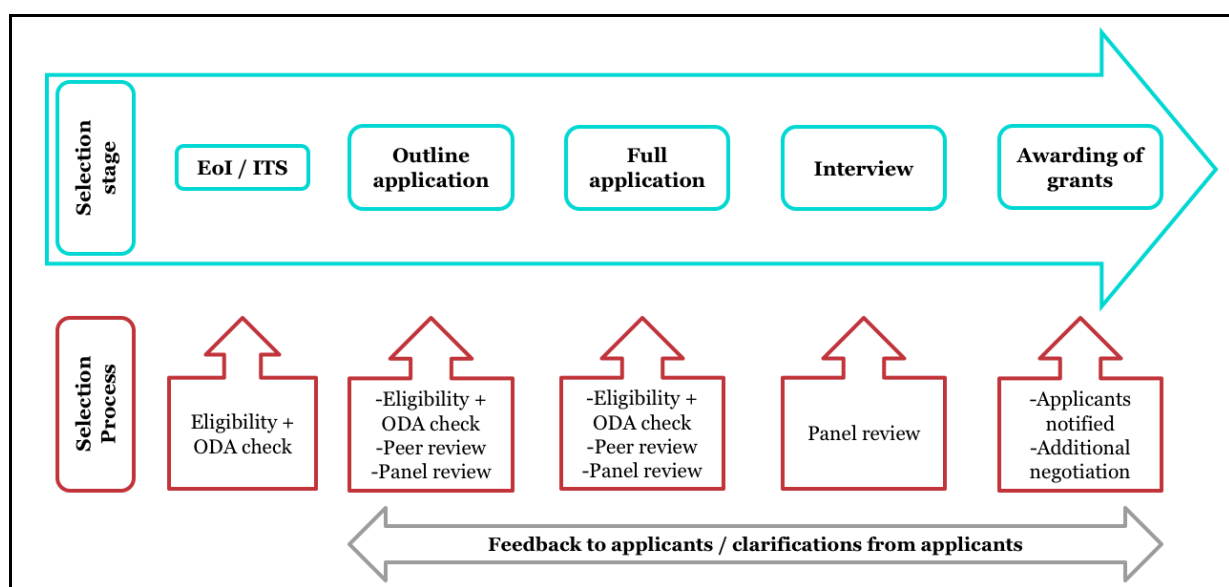 Selection
stage
EoI / ITS
Outline
application
Full
application
Interview
Awarding of
grants
Selection
Process
Eligibility +
ODA check
-Eligibility +
ODA check
-Peer review
-Panel review
-Eligibility +
ODA check
-Peer review
-Panel review
Panel review
-Applicants
notified
-Additional
negotiation
Feedback to applicants / clarifications from applicants